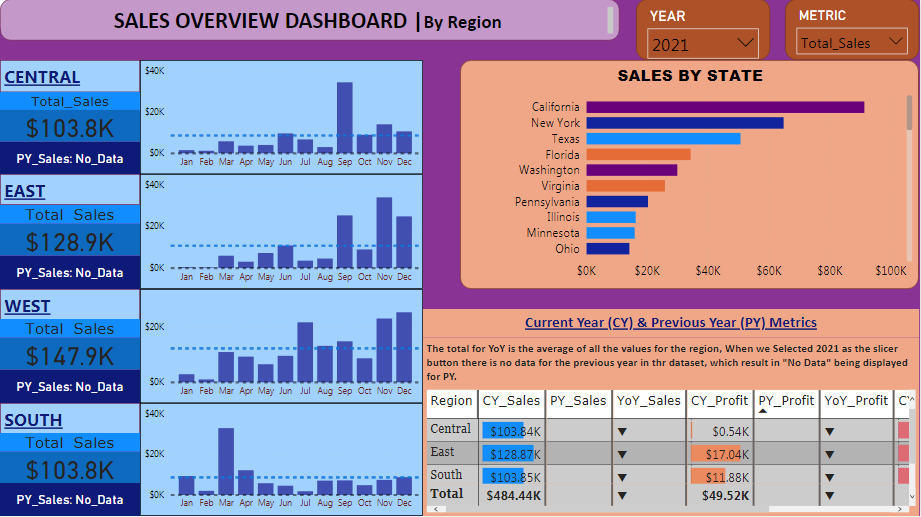 SALES OVERVIEW DASHBOARD |By Region
YEAR
2021
METRIC
Total_Sales
CENTRAL
Total_Sales
$103.8K
PY_Sales: No_Data
$40K
$20K
$0K
Jan Feb Mar Apr May Jun Jul Aug Sep Oct Nov Dec
EAST
Total Sales
$128.9K
PY_Sales: No_Data
$40K
$20K
$0K
Jan Feb Mar Apr May Jun Jul Aug Sep Oct Nov Dec
WEST
Total Sales
$147.9K
PY_Sales: No_Data
$20K
$0K
Jan Feb Mar Apr May Jun Jul Aug Sep Oct Nov Dec
SOUTH
Total Sales
$103.8K
PY_Sales: No_Data
$40K
$20K
$0K
Jan Feb Mar Apr May Jun Jul Aug Sep Oct Nov Dec
SALES BY STATE
California
New York
Texas
Florida
Washington
Virginia
Pennsylvania
Illinois
Minnesota
Ohio
$0K $20K $40K $60K $80K $100K
Current Year (CY) & Previous Year (PY) Metrics
The total for YoY is the average of all the values for the region, When we Selected 2021 as the slicer
button there is no data for the previous year in thr dataset, which result in "No Data" being displayed
for PY.
Region CY_Sales PY_Sales YoY_Sales CY_Profit PY_Profit YoY_Profit CY
Central $103.84K ▼ $0.54K ▼
East $128.87K ▼ $17.04K ▼
South $103.85K ▼ $11.88K ▼
Total $484.44K ▼ $49.52K ▼